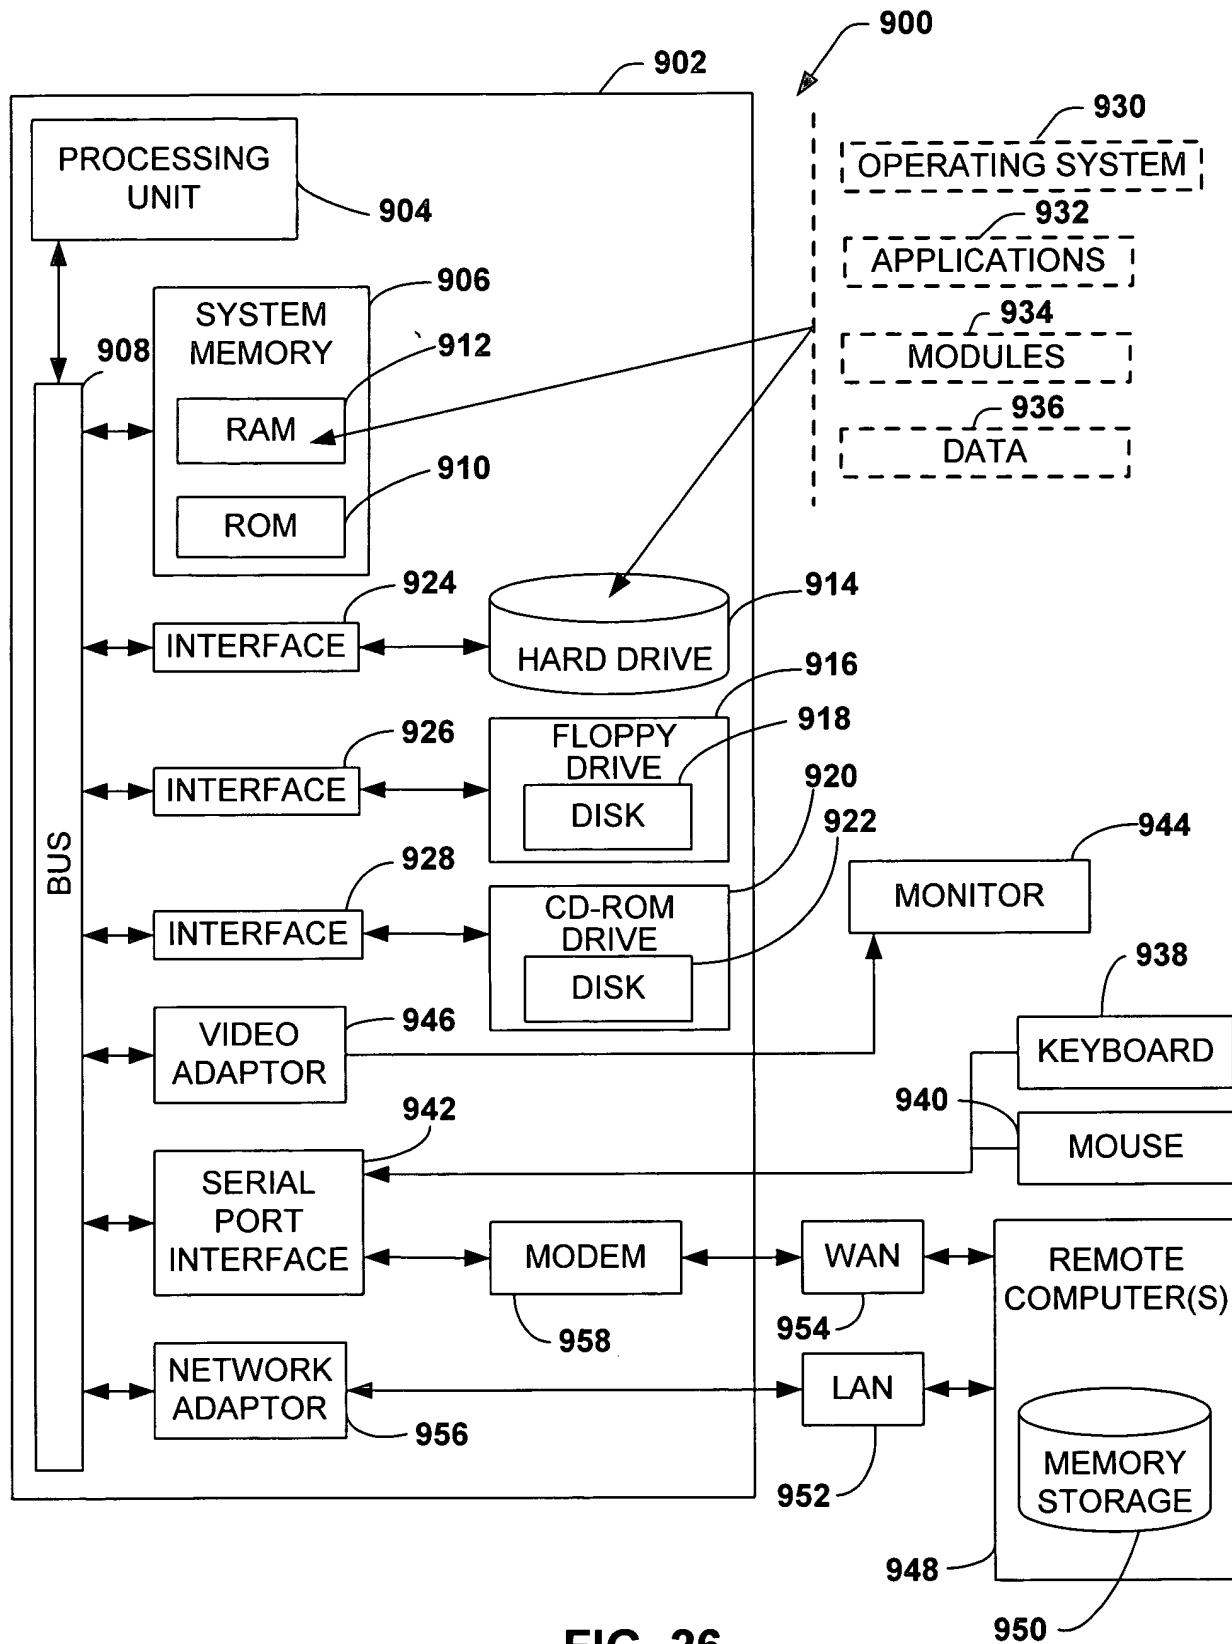 900
902
930
PROCESSING
UNIT
OPERATING SYSTEM
904
932
APPLICATIONS
906
SYSTEM
MEMORY
934
908
912
MODULES
RAM
936
DATA
910
ROM
924
914
INTERFACE
HARD DRIVE
916
918
926
FLOPPY
DRIVE
920
INTERFACE
DISK
922
944
BUS
928
MONITOR
CD-ROM
DRIVE
INTERFACE
938
DISK
946
VIDEO
ADAPTOR
KEYBOARD
942
940
MOUSE
SERIAL
PORT
INTERFACE
MODEM
WAN
REMOTE
COMPUTER(S)
958
954
NETWORK
ADAPTOR
LAN
956
952
MEMORY
STORAGE
948
950
FIG. 26